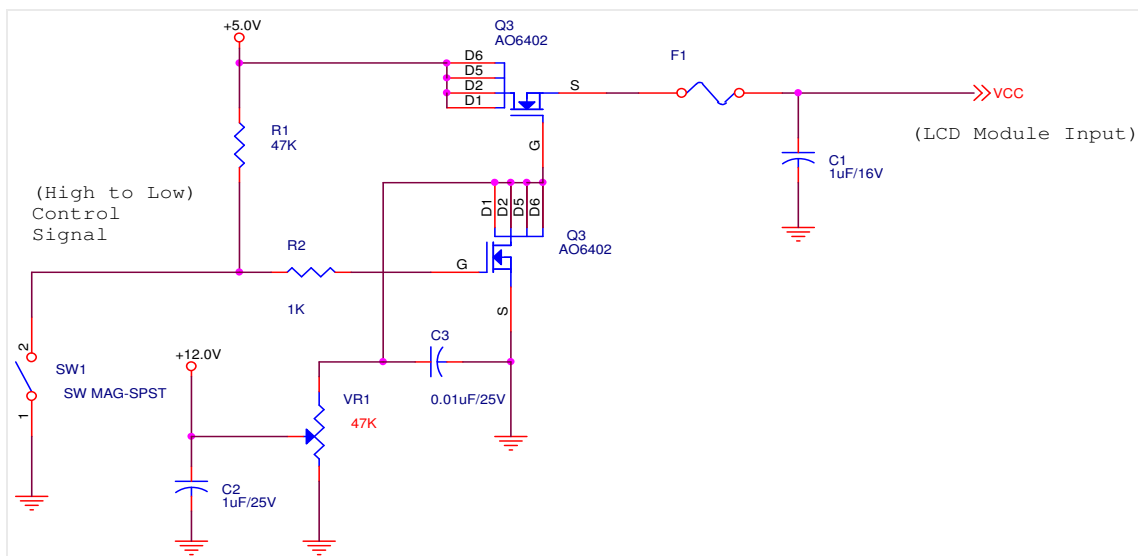 +5.0V
Q3
AO6402
D6
D5
D2
D1
S
G
F1
VCC
(LCD Module Input)
R1
47K
C1
1uF/16V
(High to Low)
Control
Signal
D1
D2
D5
D6
Q3
AO6402
R2
1K
G
S
+12.0V
C3
0.01uF/25V
2
SW1
SW MAG-SPST
1
VR1
47K
C2
1uF/25V